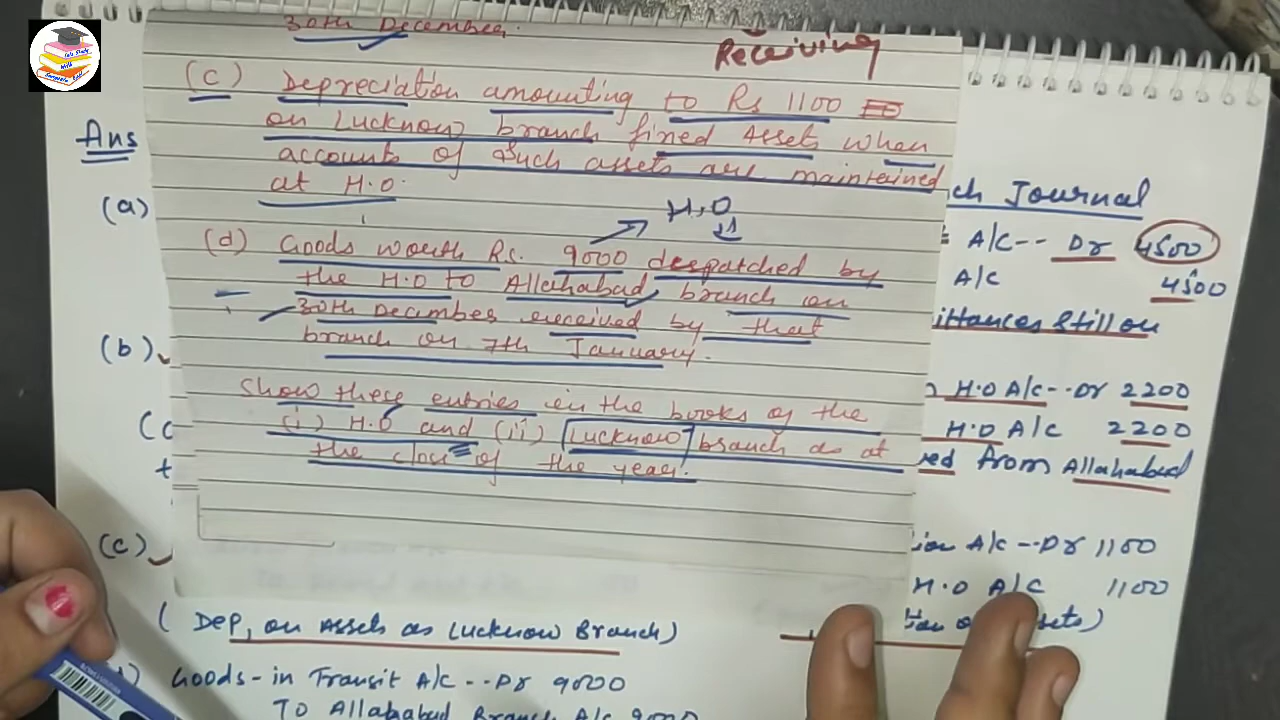 Lets Study
With
30th December.
Receiving
(c) Depreciation amounting to Rs 1100
on Lucknow branch fixed Assets when
accounts of such assets are maintained
at H.O.
H.O
(d) Goods worth Rs. 9000 despatched by
the H.O to Allahabad branch on
30th December received by that
branch on 7th January.
Show these entries in the books of the
(i) H.O and (ii) Lucknow branch as at
the close of the year.
Ans
(a)
(b)
(c)
Journal
A/C-- Dr 4500
A/C 4500
Still on
H.O A/c--Dr 2200
H.O A/c 2200
from Allahabad
A/c--Dr 1100
H.O A/c 1100
(Dep, on Assets as Lucknow Branch)
Goods-in Transit A/c--Dr 9000
To Allahabad Branch A/c 9000